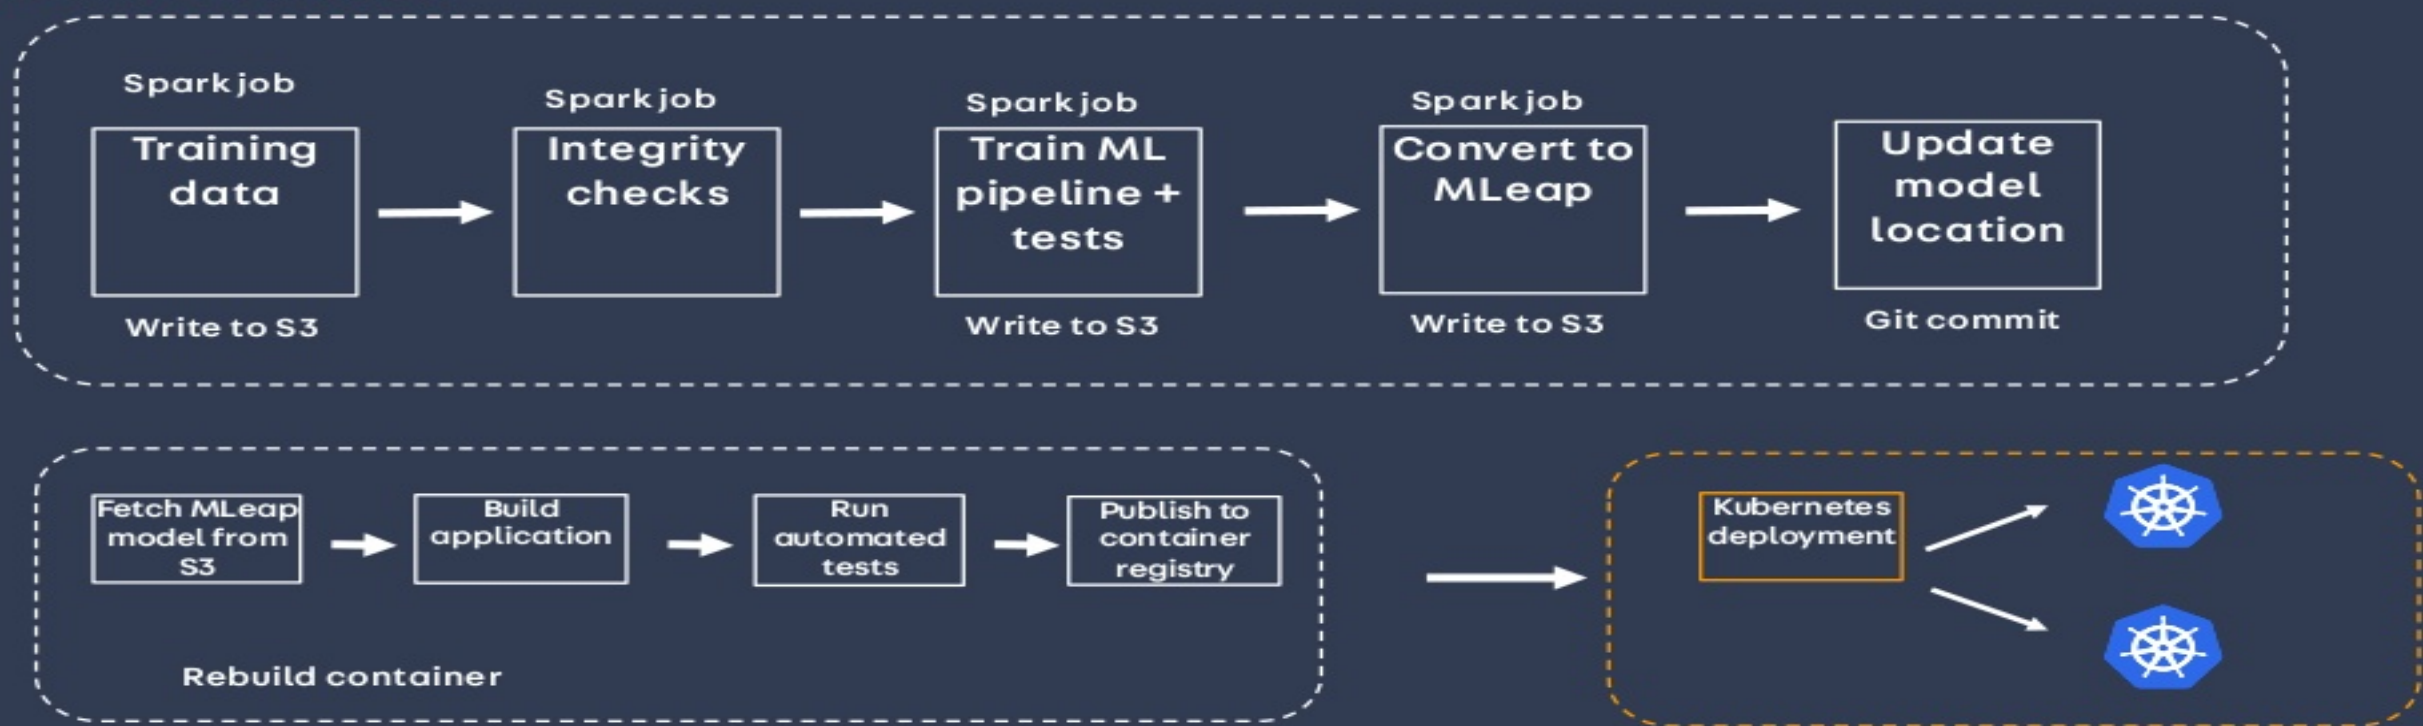 Spark job
Training
data
Write to S3
Spark job
Integrity
checks
Spark job
Train ML
pipeline +
tests
Write to S3
Spark job
Convert to
MLeap
Write to S3
Update
model
location
Git commit
Fetch MLeap
model from
S3
Build
application
Run
automated
tests
Publish to
container
registry
Rebuild container
Kubernetes
deployment